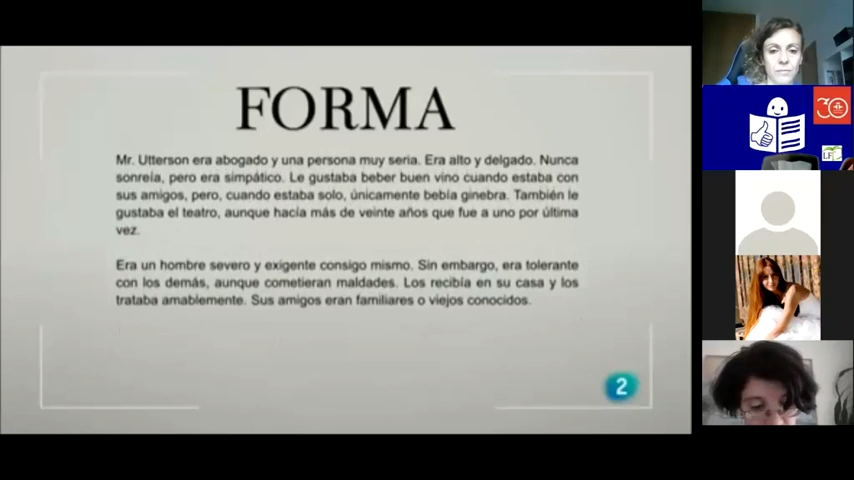 FORMA
Mr. Utterson era abogado y una persona muy seria. Era alto y delgado. Nunca
sonreía, pero era simpático. Le gustaba beber buen vino cuando estaba con
sus amigos, pero, cuando estaba solo, únicamente bebía ginebra. También le
gustaba el teatro, aunque hacía más de veinte años que fue a uno por última
vez.
Era un hombre severo y exigente consigo mismo. Sin embargo, era tolerante
con los demás, aunque cometieran maldades. Los recibía en su casa y los
trataba amablemente. Sus amigos eran familiares o viejos conocidos.
2
30
LF